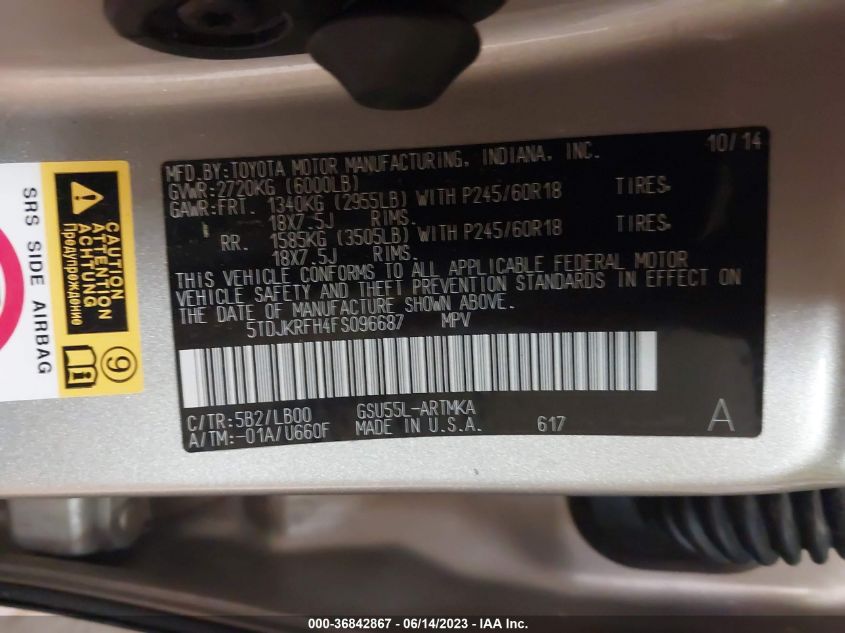 MFD.BY:TOYOTA MOTOR MANUFACTURING, INDIANA, INC. 10/14
GVWR:2720KG (6000LB)
GAWR:FRT. 1340KG (2955LB) WITH P245/60R18 TIRES,
18X7.5J RIMS.
RR. 1585KG (3505LB) WITH P245/60R18 TIRES,
18X7.5J RIMS.
THIS VEHICLE CONFORMS TO ALL APPLICABLE FEDERAL MOTOR
VEHICLE SAFETY AND THEFT PREVENTION STANDARDS IN EFFECT ON
THE DATE OF MANUFACTURE SHOWN ABOVE.
5TDJKRFH4FS096687 MPV
C/TR:5B2/LB00 GSU55L-ARTMKA
A/TM:-01A/U660F MADE IN U.S.A. 617 A
SRS SIDE AIRBAG
CAUTION
ATTENTION
ACHTUNG
Предупреждение
9
000-36842867 - 06/14/2023 - IAA Inc.